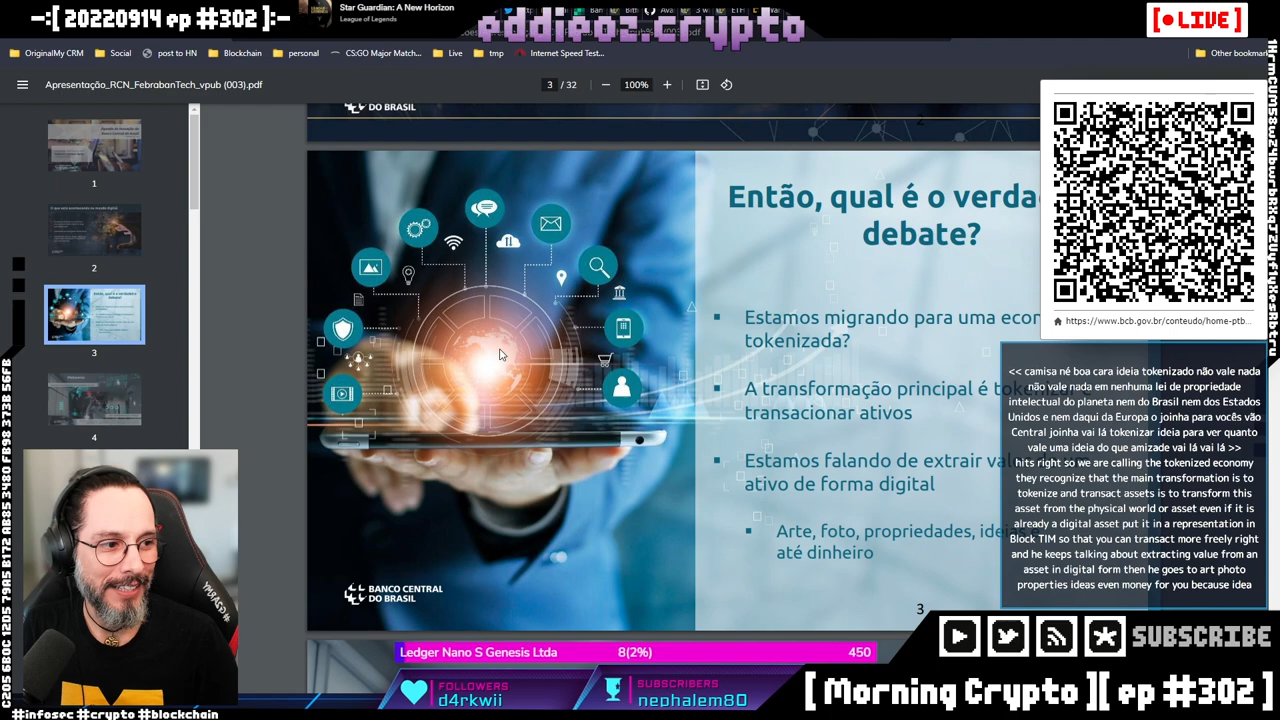 -:[ 20220914 ep #302 ]:-
Star Guardian: A New Horizon
League of Legends
eddieoz.crypto
[ LIVE ]
OriginalMy CRM
Social
post to HN
Blockchain
personal
CS:GO Major Match...
Live
tmp
Internet Speed Test...
Other bookmar
Apresentação_RCN_FebrabanTech_vpub (003).pdf
3 / 32
100%
1
2
3
4
DO BRASIL
Então, qual é o verda
debate?
Estamos migrando para uma econ
tokenizada?
A transformação principal é
transacionar ativos
Estamos falando de extrair va
ativo de forma digital
Arte, foto, propriedades, ideias
até dinheiro
BANCO CENTRAL
DO BRASIL
3
https://www.bcb.gov.br/conteudo/home-ptb...
<< camisa né boa cara ideia tokenizado não vale nada
não vale nada em nenhuma lei de propriedade
intelectual do planeta nem do Brasil nem dos Estados
Unidos e nem daqui da Europa o joinha para vocês vão
Central joinha vai lá tokenizar ideia para ver quanto
vale uma ideia do que amizade vai lá vai lá >>
hits right so we are calling the tokenized economy
they recognize that the main transformation is to
tokenize and transact assets is to transform this
asset from the physical world or asset even if it is
already a digital asset put it in a representation in
Block TIM so that you can transact more freely right
and he keeps talking about extracting value from an
asset in digital form then he goes to art photo
properties ideas even money for you because idea
SUBSCRIBE
Ledger Nano S Genesis Ltda
8(2%)
450
FOLLOWERS
d4rkwii
SUBSCRIBERS
nephalem80
[ Morning Crypto ][ ep #302 ]
#infosec #crypto #blockchain